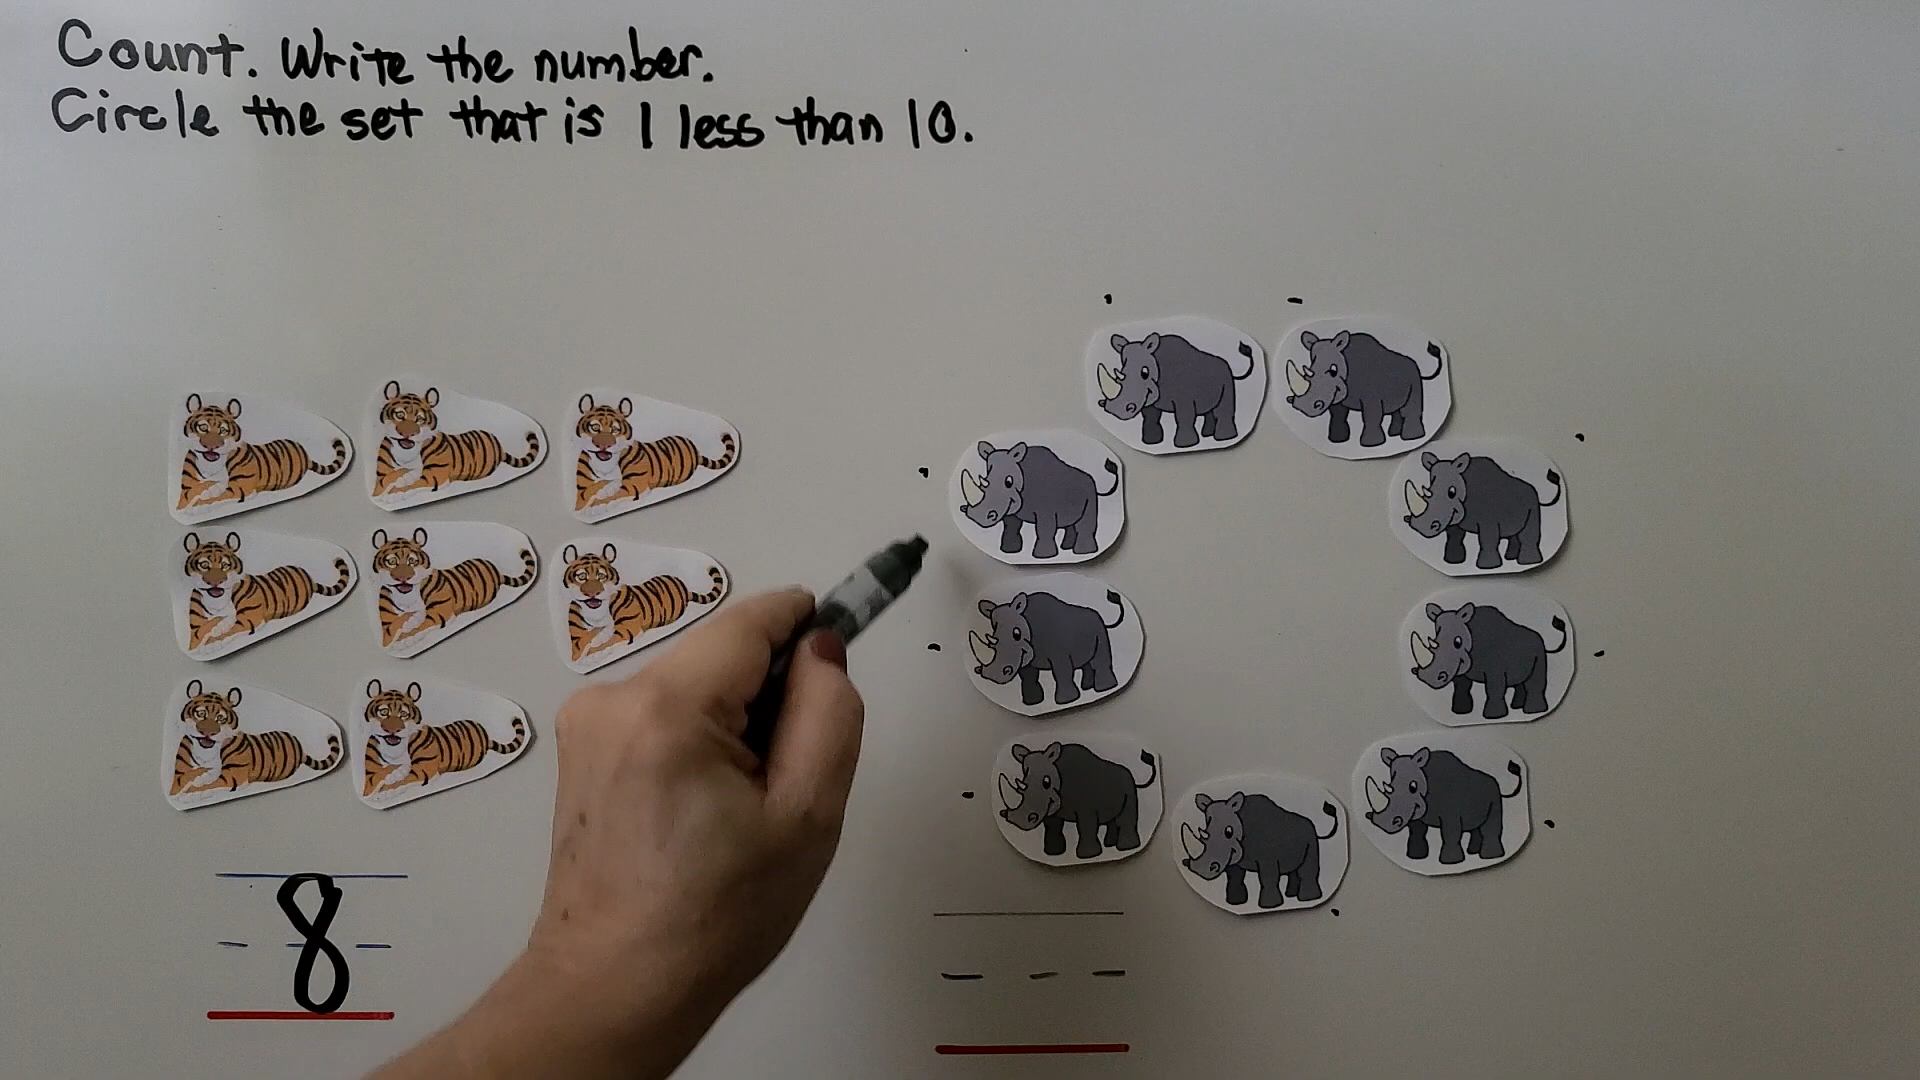 Count. Write the number.
Circle the set that is 1 less than 10.
8